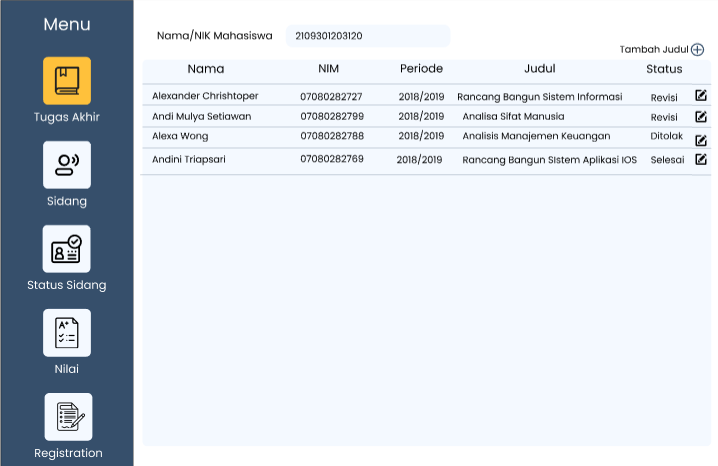 Menu
Tugas Akhir
Sidang
Status Sidang
A+
Nilai
Registration
Nama/NIK Mahasiswa 2109301203120
Tambah Judul
Nama NIM Periode Judul Status
Alexander Chrishtoper 07080282727 2018/2019 Rancang Bangun Sistem Informasi Revisi
Andi Mulya Setiawan 07080282799 2018/2019 Analisa Sifat Manusia Revisi
Alexa Wong 07080282788 2018/2019 Analisis Manajemen Keuangan Ditolak
Andini Triapsari 07080282769 2018/2019 Rancang Bangun SIstem Aplikasi IOS Selesai